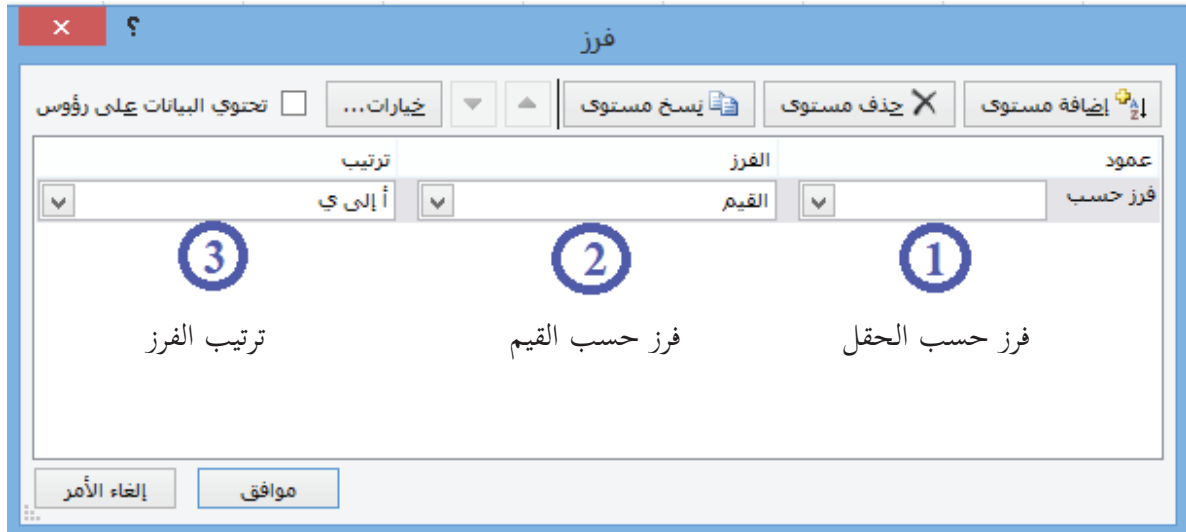 فرز ؟
إضافة مستوى حذف مستوى نسخ مستوى خيارات... تحتوي البيانات على رؤوس
عمود الفرز ترتيب
فرز حسب القيم أ إلى ي
1 2 3
فرز حسب الحقل فرز حسب القيم ترتيب الفرز
موافق إلغاء الأمر